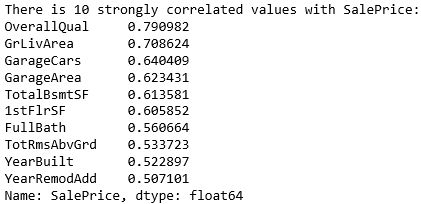 There is 10 strongly correlated values with SalePrice:
OverallQual 0.790982
GrLivArea 0.708624
GarageCars 0.640409
GarageArea 0.623431
TotalBsmtSF 0.613581
1stFlrSF 0.605852
FullBath 0.560664
TotRmsAbvGrd 0.533723
YearBuilt 0.522897
YearRemodAdd 0.507101
Name: SalePrice, dtype: float64